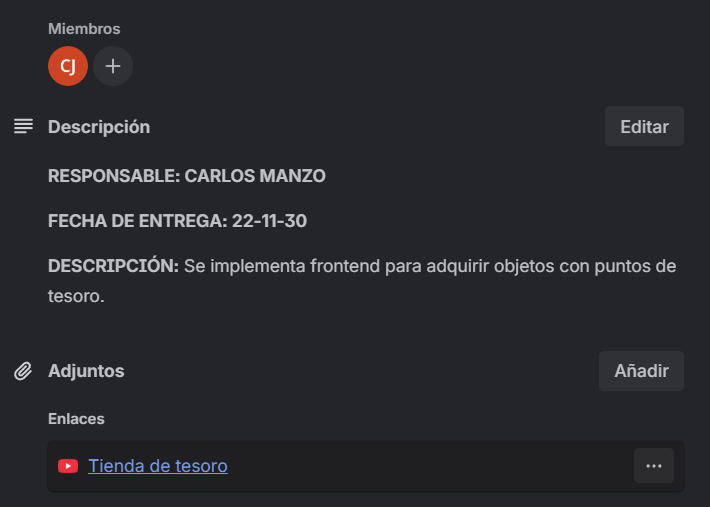 Miembros
CJ
Descripción
Editar
RESPONSABLE: CARLOS MANZO
FECHA DE ENTREGA: 22-11-30
DESCRIPCIÓN: Se implementa frontend para adquirir objetos con puntos de
tesoro.
Adjuntos
Añadir
Enlaces
Tienda de tesoro